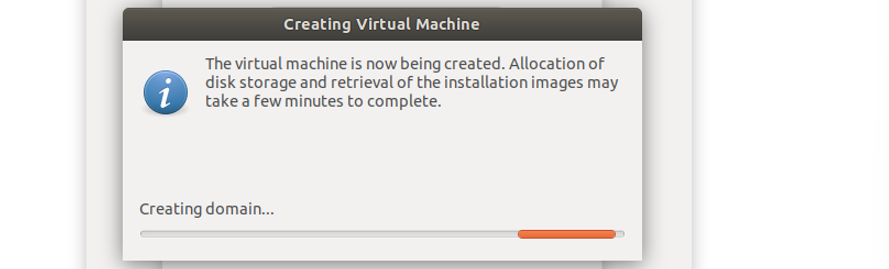 Creating Virtual Machine
The virtual machine is now being created. Allocation of
disk storage and retrieval of the installation images may
take a few minutes to complete.
Creating domain...